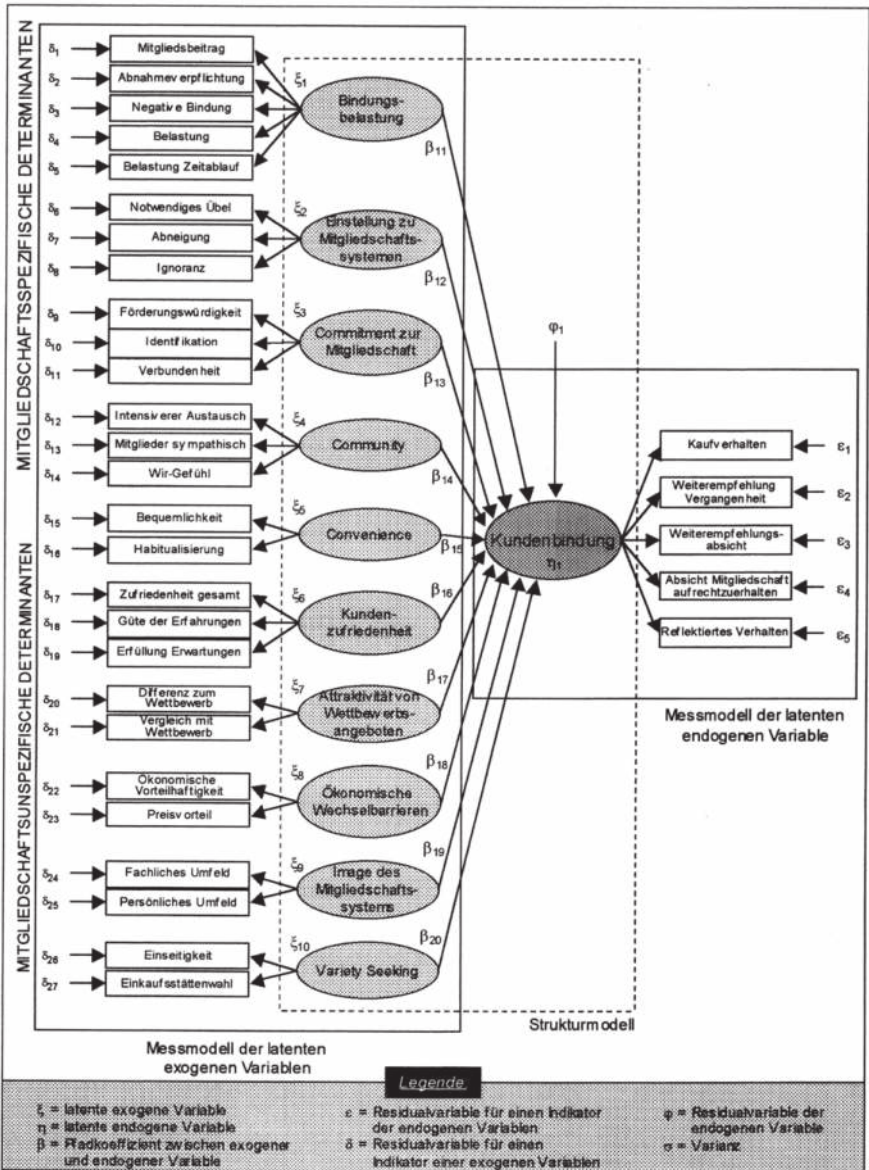 MITGLIEDSCHAFTSSPEZIFISCHE DETERMINANTEN
δ1 Mitgliedsbeitrag
δ2 Abnahmeverpflichtung
δ3 Negative Bindung
δ4 Belastung
δ5 Belastung Zeitablauf
ξ1
Bindungs-
belastung
β11
δ6 Notwendiges Übel
δ7 Abneigung
δ8 Ignoranz
ξ2
Einstellung zu
Mitgliedschafts-
systemen
β12
δ9 Förderungswürdigkeit
δ10 Identifikation
δ11 Verbundenheit
ξ3
Commitment zur
Mitgliedschaft
β13
δ12 Intensiverer Austausch
δ13 Mitglieder sympathisch
δ14 Wir-Gefühl
ξ4
Community
β14
MITGLIEDSCHAFTSUNSPEZIFISCHE DETERMINANTEN
δ15 Bequemlichkeit
δ16 Habitualisierung
ξ5
Convenience
β15
δ17 Zufriedenheit gesamt
δ18 Güte der Erfahrungen
δ19 Erfüllung Erwartungen
ξ6
Kunden-
zufriedenheit
β16
δ20 Differenz zum
Wettbewerb
δ21 Vergleich mit
Wettbewerb
ξ7
Attraktivität von
Wettbewerbs-
angeboten
β17
δ22 Ökonomische
Vorteilhaftigkeit
δ23 Preisvorteil
ξ8
Ökonomische
Wechselbarrieren
β18
δ24 Fachliches Umfeld
δ25 Persönliches Umfeld
ξ9
Image des
Mitgliedschafts-
systems
β19
δ26 Einseitigkeit
δ27 Einkaufsstättenwahl
ξ10
Variety Seeking
β20
φ1
Kundenbindung
η1
Kaufverhalten ε1
Weiterempfehlung
Vergangenheit ε2
Weiterempfehlungs-
absicht ε3
Absicht Mitgliedschaft
aufrechtzuerhalten ε4
Reflektiertes Verhalten ε5
Messmodell der latenten
endogenen Variable
Strukturmodell
Messmodell der latenten
exogenen Variablen
Legende
ξ = latente exogene Variable
η = latente endogene Variable
β = Pfadkoeffizient zwischen exogener
und endogener Variable
ε = Residualvariable für einen Indikator
der endogenen Variablen
δ = Residualvariable für einen
Indikator einer exogenen Variablen
φ = Residualvariable der
endogenen Variable
σ = Varianz